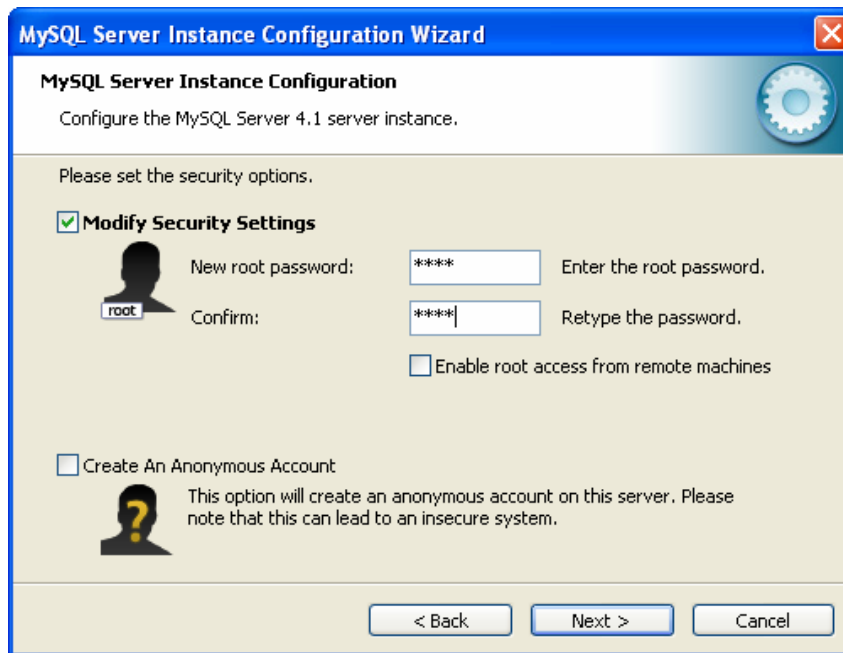 MySQL Server Instance Configuration Wizard
MySQL Server Instance Configuration
Configure the MySQL Server 4.1 server instance.
Please set the security options.
Modify Security Settings
New root password: **** Enter the root password.
root
Confirm: **** Retype the password.
Enable root access from remote machines
Create An Anonymous Account
?
This option will create an anonymous account on this server. Please
note that this can lead to an insecure system.
< Back Next > Cancel